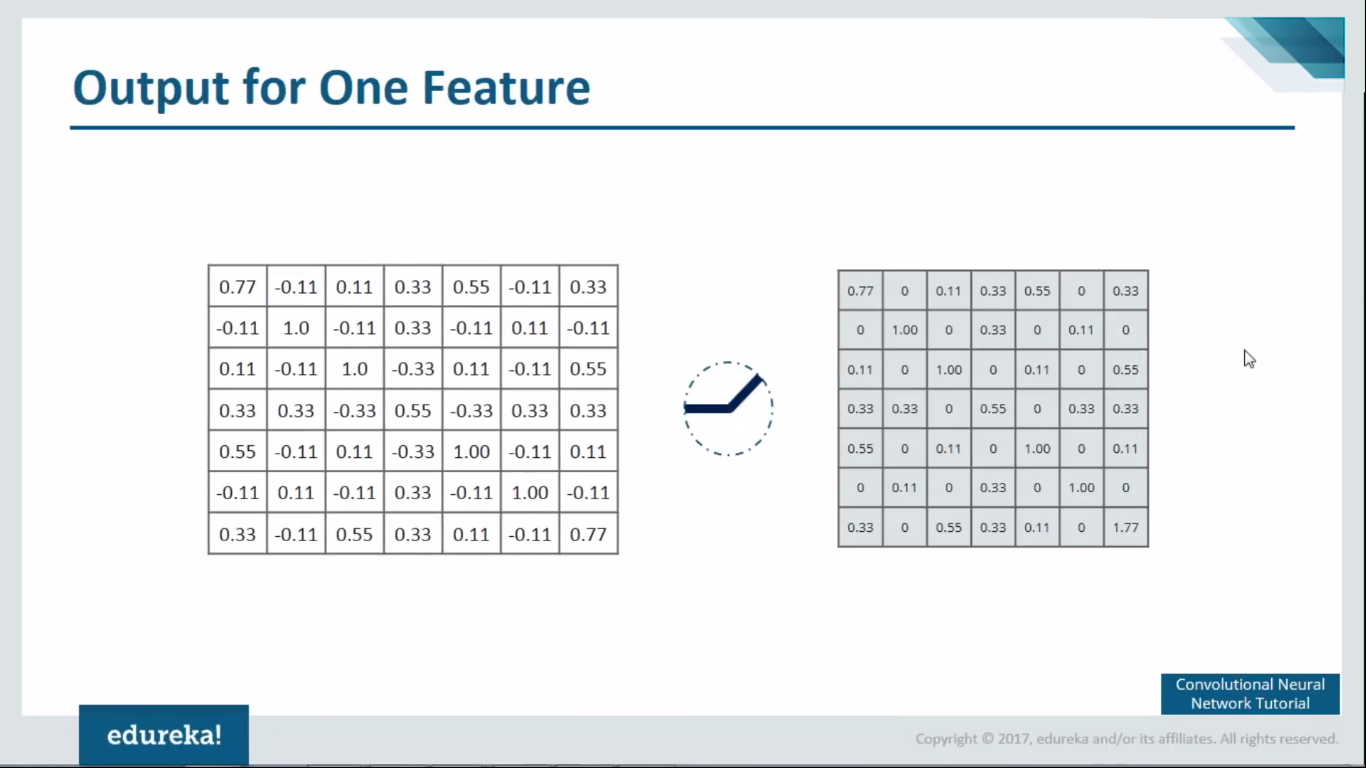 Output for One Feature
0.77 -0.11 0.11 0.33 0.55 -0.11 0.33
-0.11 1.0 -0.11 0.33 -0.11 0.11 -0.11
0.11 -0.11 1.0 -0.33 0.11 -0.11 0.55
0.33 0.33 -0.33 0.55 -0.33 0.33 0.33
0.55 -0.11 0.11 -0.33 1.00 -0.11 0.11
-0.11 0.11 -0.11 0.33 -0.11 1.00 -0.11
0.33 -0.11 0.55 0.33 0.11 -0.11 0.77
0.77 0 0.11 0.33 0.55 0 0.33
0 1.00 0 0.33 0 0.11 0
0.11 0 1.00 0 0.11 0 0.55
0.33 0.33 0 0.55 0 0.33 0.33
0.55 0 0.11 0 1.00 0 0.11
0 0.11 0 0.33 0 1.00 0
0.33 0 0.55 0.33 0.11 0 1.77
Convolutional Neural
Network Tutorial
edureka!
Copyright © 2017, edureka and/or its affiliates. All rights reserved.